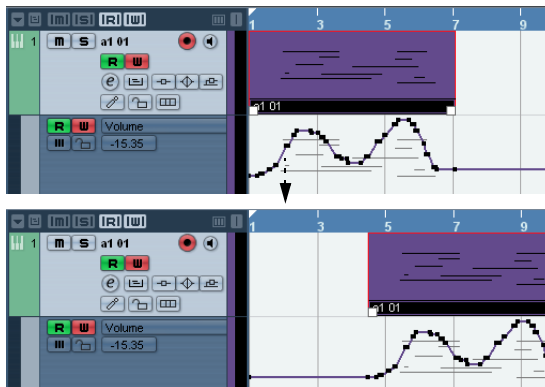 m S R W
1 3 5 7 9
1 m S a1 01
R W
e
a1 01
R W Volume
-15.35
m S R W
1 3 5 7 9
1 m S a1 01
R W
e
a1 01
R W Volume
-15.35